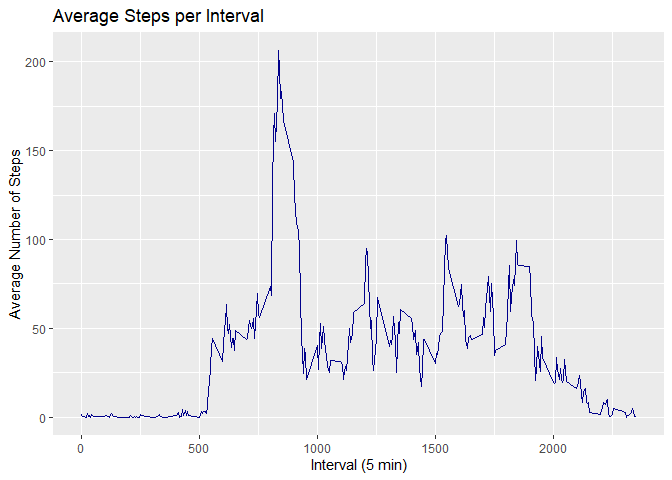 Average Steps per Interval
Average Number of Steps
200
150
100
50
0
0 500 1000 1500 2000
Interval (5 min)